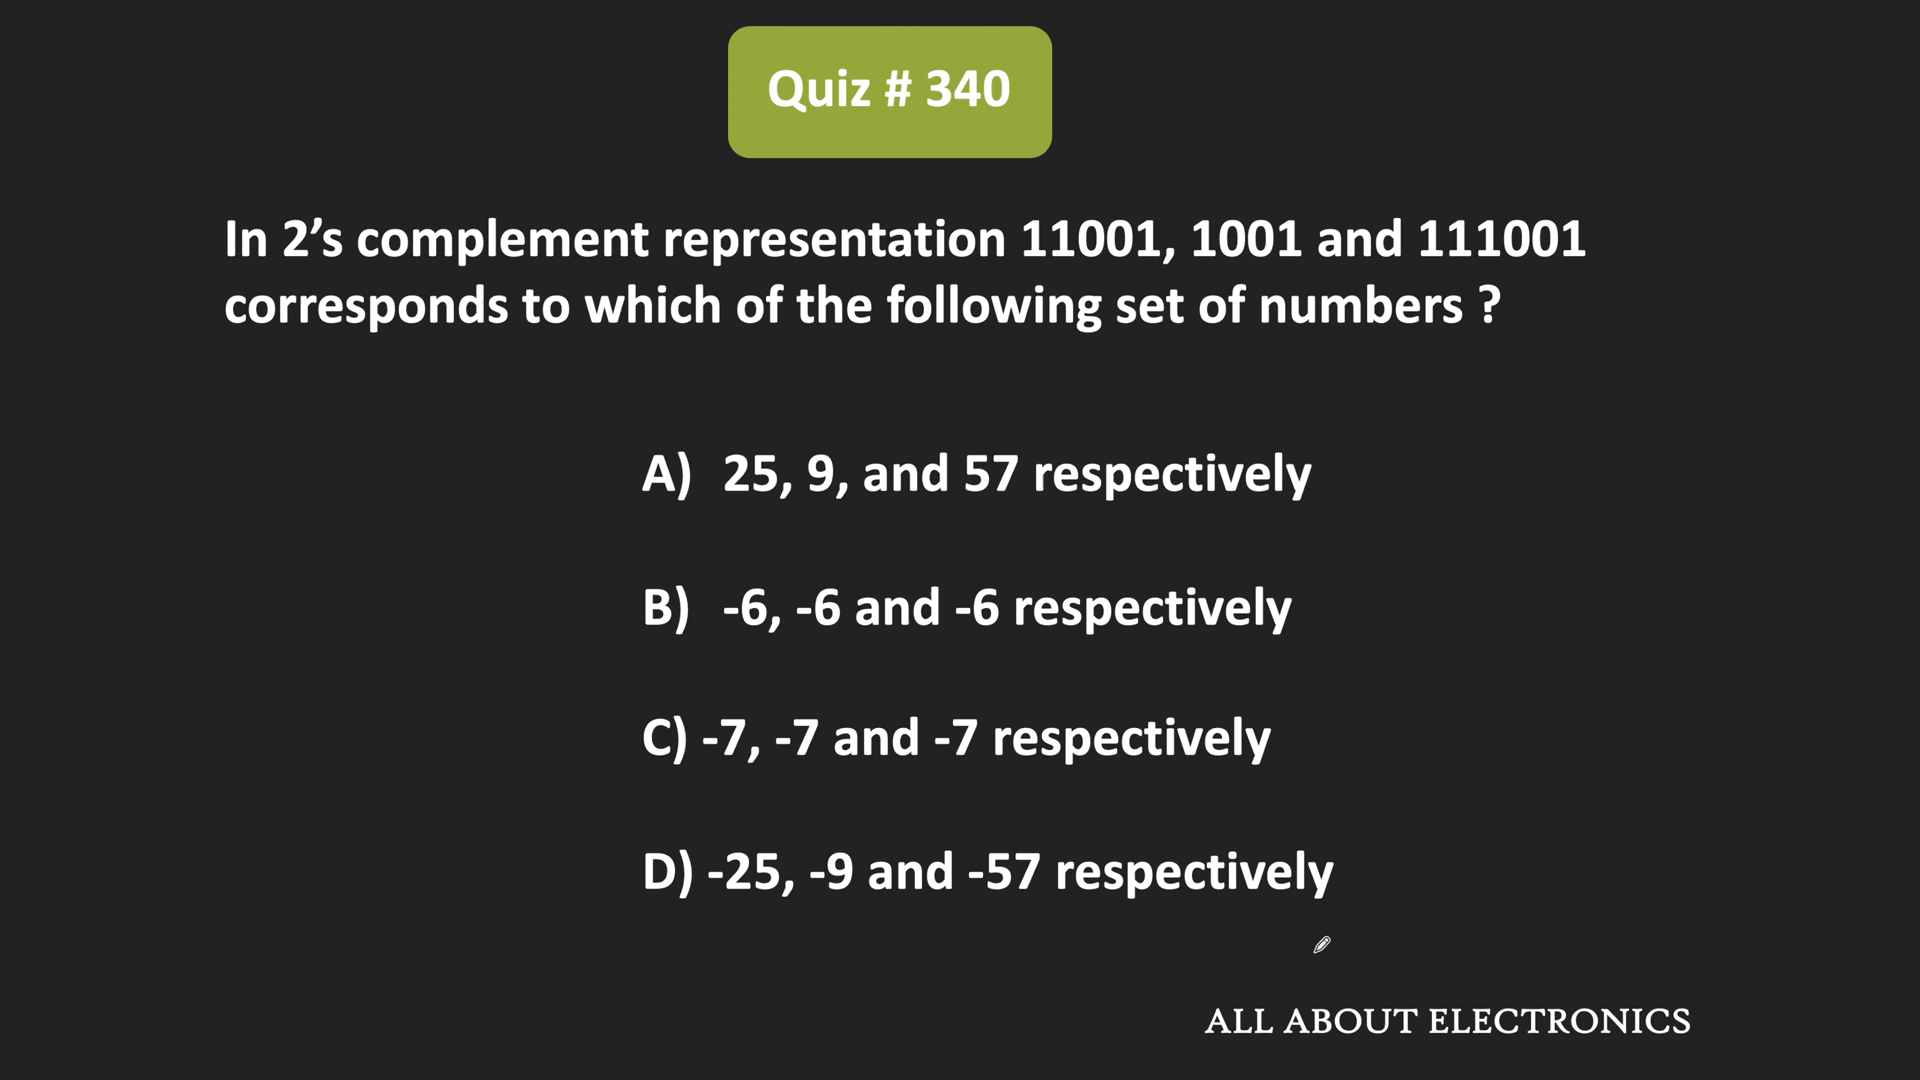 Quiz # 340
In 2’s complement representation 11001, 1001 and 111001
corresponds to which of the following set of numbers ?
A) 25, 9, and 57 respectively
B) -6, -6 and -6 respectively
C) -7, -7 and -7 respectively
D) -25, -9 and -57 respectively
ALL ABOUT ELECTRONICS